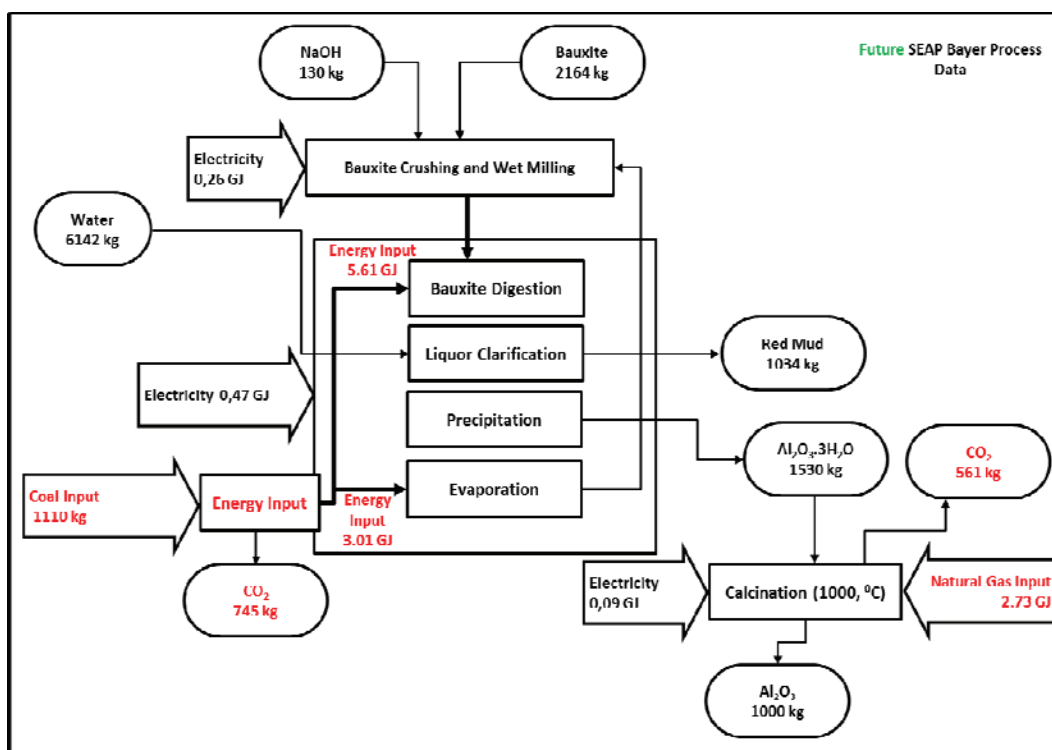 Future SEAP Bayer Process
Data
NaOH
130 kg
Bauxite
2164 kg
Electricity
0,26 GJ
Bauxite Crushing and Wet Milling
Water
6142 kg
Energy Input
5.61 GJ
Bauxite Digestion
Liquor Clarification
Red Mud
1034 kg
Electricity 0,47 GJ
Precipitation
Al₂O₃.3H₂O
1530 kg
CO₂
561 kg
Coal Input
1110 kg
Energy Input
Energy
Input
3.01 GJ
Evaporation
CO₂
745 kg
Electricity
0,09 GJ
Calcination (1000, ⁰C)
Natural Gas Input
2.73 GJ
Al₂O₃
1000 kg